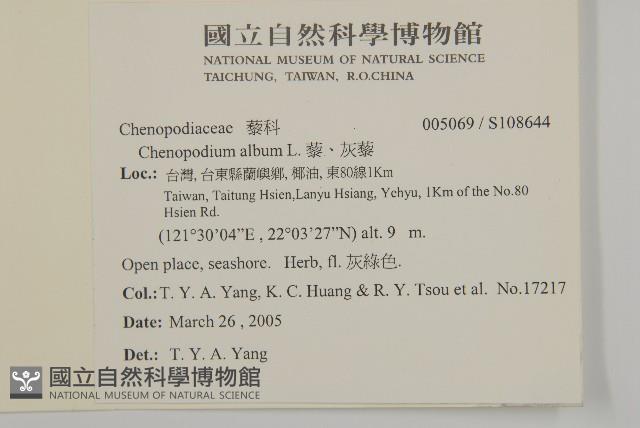 國立自然科學博物館
NATIONAL MUSEUM OF NATURAL SCIENCE
TAICHUNG, TAIWAN, R.O.CHINA
Chenopodiaceae 藜科 005069 / S108644
Chenopodium album L. 藜、灰藜
Loc.: 台灣, 台東縣蘭嶼鄉, 椰油, 東80線1Km
Taiwan, Taitung Hsien,Lanyu Hsiang, Yehyu, 1Km of the No.80
Hsien Rd.
(121°30'04"E , 22°03'27"N) alt. 9 m.
Open place, seashore. Herb, fl. 灰綠色.
Col.: T. Y. A. Yang, K. C. Huang & R. Y. Tsou et al. No.17217
Date: March 26 , 2005
Det.: T. Y. A. Yang
國立自然科學博物館
NATIONAL MUSEUM OF NATURAL SCIENCE